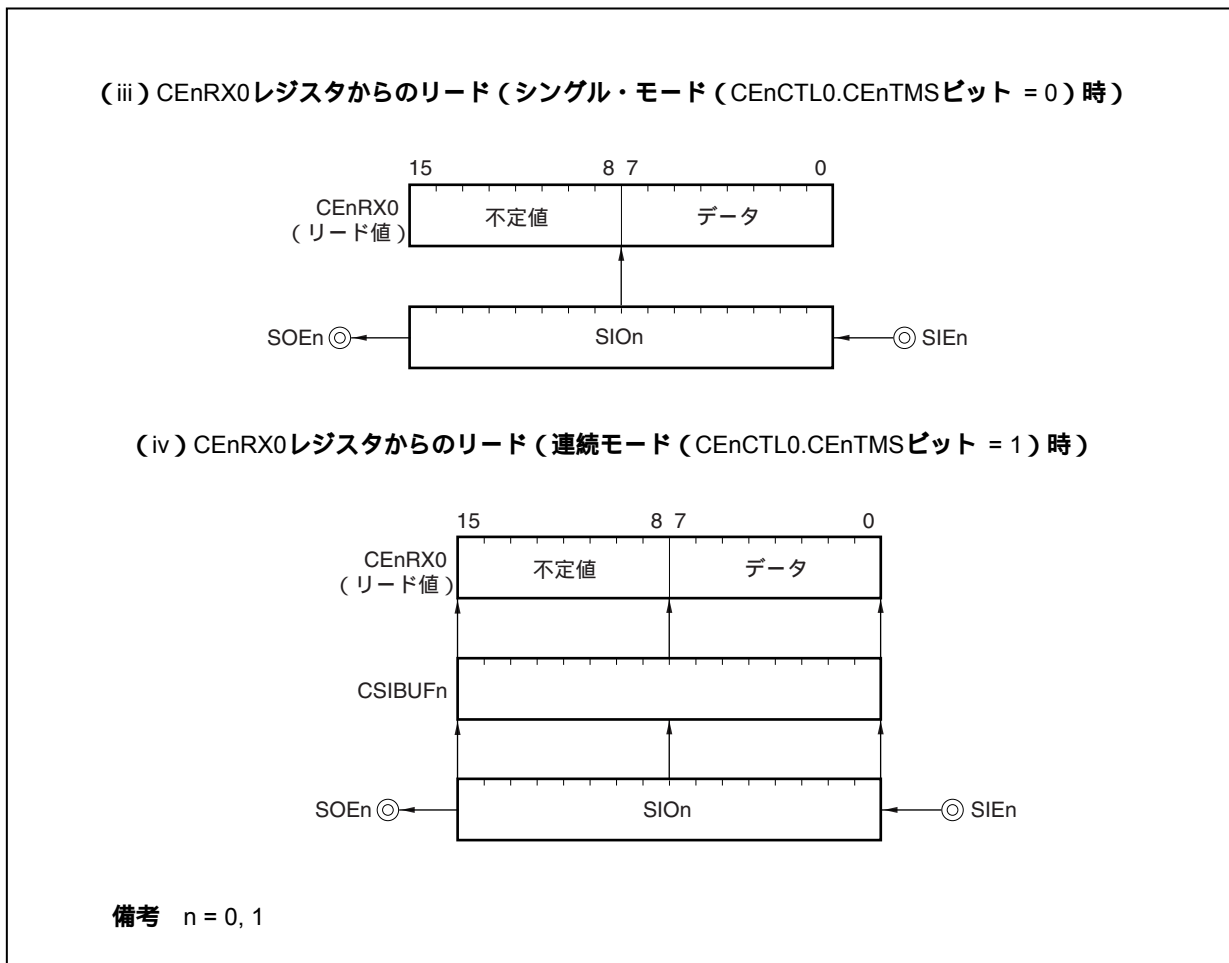 （iii）CEnRX0レジスタからのリード（シングル・モード（CEnCTL0.CEnTMSビット = 0）時）
15 8 7 0
CEnRX0
（リード値）
不定値 データ
SOEn SIOn SIEn
（iv）CEnRX0レジスタからのリード（連続モード（CEnCTL0.CEnTMSビット = 1）時）
15 8 7 0
CEnRX0
（リード値）
不定値 データ
CSIBUFn
SOEn SIOn SIEn
備考 n = 0, 1